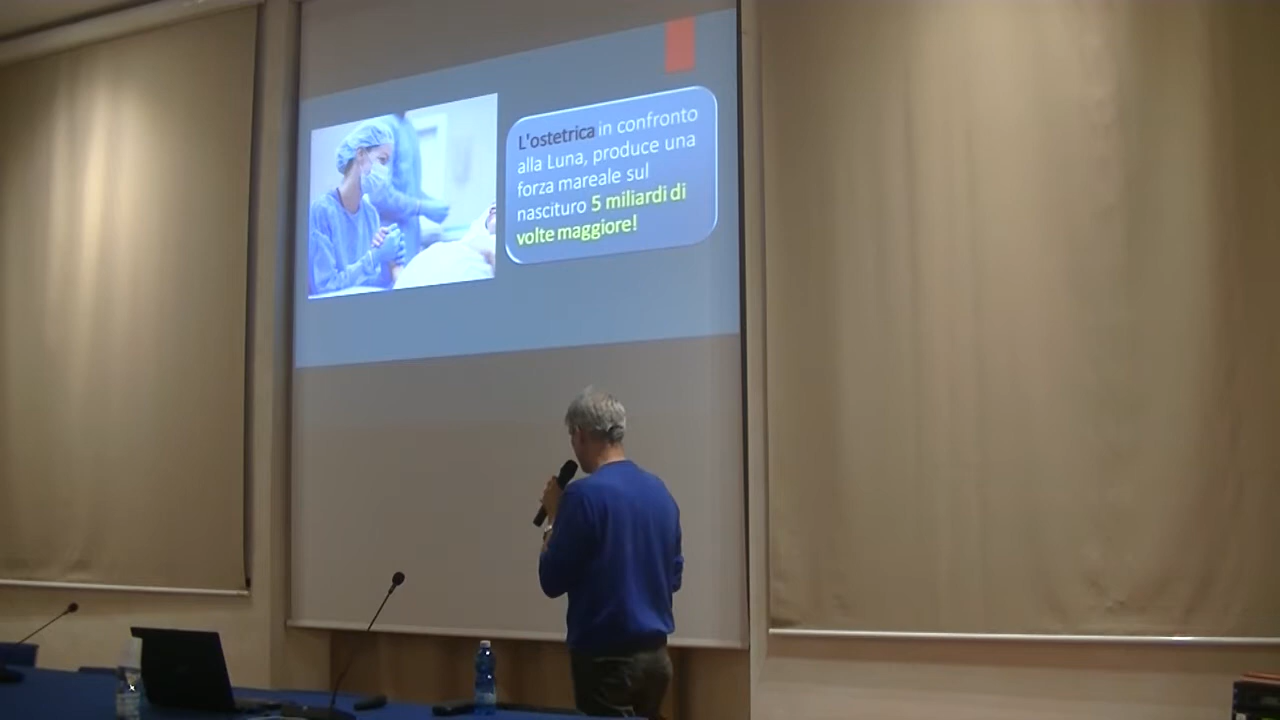 L'ostetrica in confronto
alla Luna, produce una
forza mareale sul
nascituro 5 miliardi di
volte maggiore!